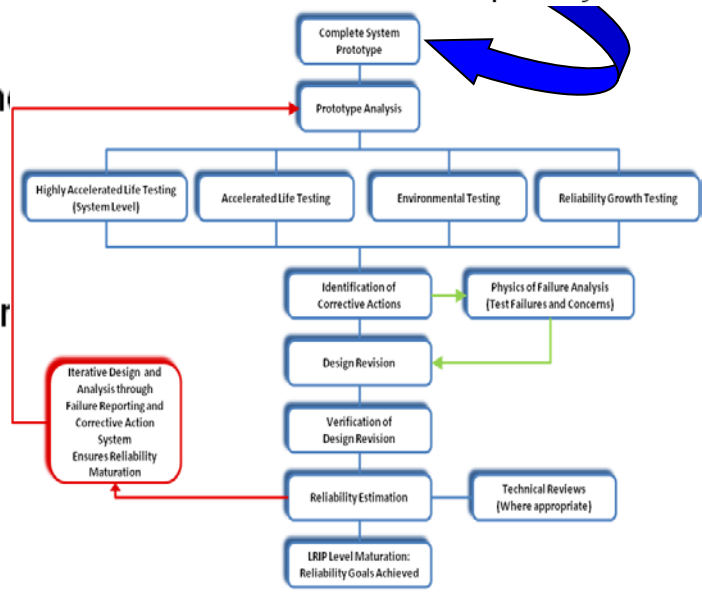 Complete System
Prototype
Prototype Analysis
Highly Accelerated Life Testing
(System Level)
Accelerated Life Testing
Environmental Testing
Reliability Growth Testing
Identification of
Corrective Actions
Physics of Failure Analysis
(Test Failures and Concerns)
Design Revision
Iterative Design and
Analysis through
Failure Reporting and
Corrective Action
System
Ensures Reliability
Maturation
Verification of
Design Revision
Reliability Estimation
Technical Reviews
(Where appropriate)
LRIP Level Maturation:
Reliability Goals Achieved